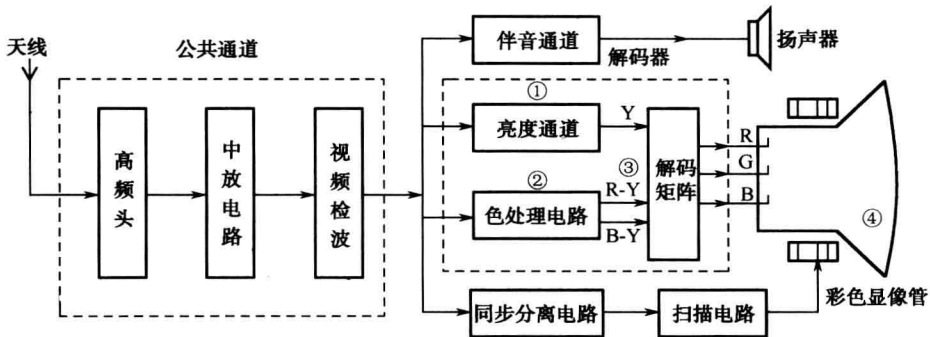 天线
公共通道
高频头
中放电路
视频检波
伴音通道
解码器
扬声器
①
亮度通道
Y
②
色处理电路
③
R-Y
B-Y
解码矩阵
R
G
B
④
同步分离电路
扫描电路
彩色显像管